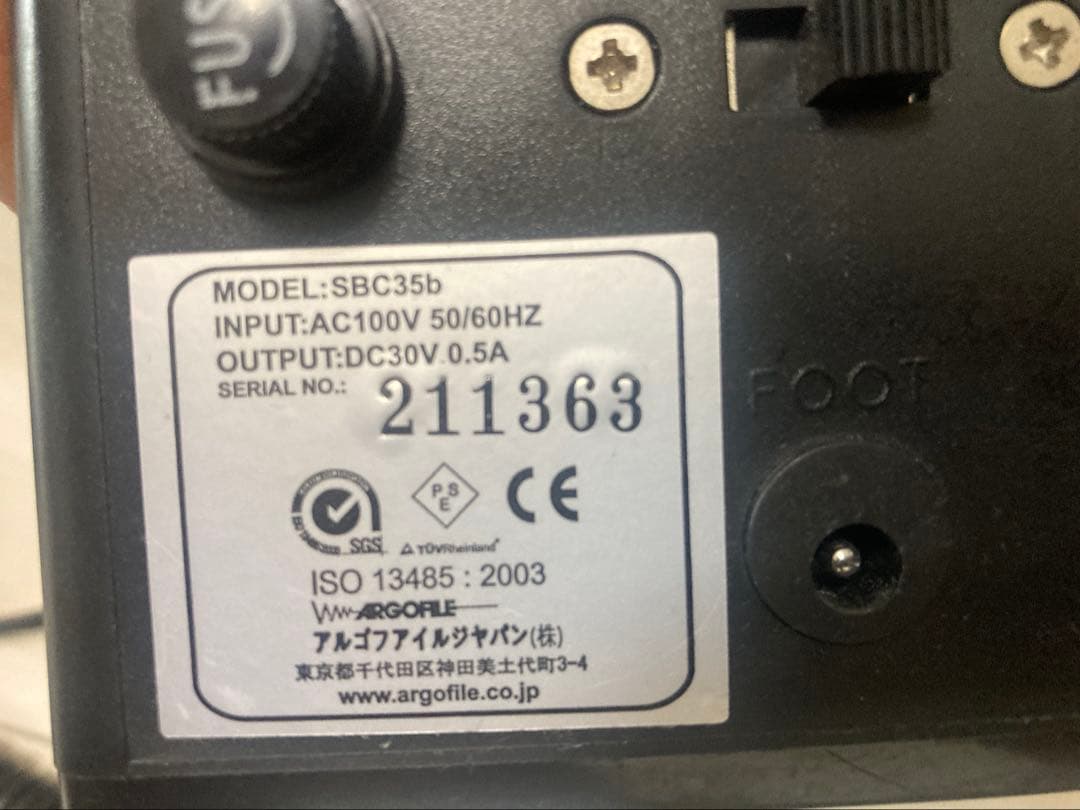 FUS
MODEL:SBC35b
INPUT:AC100V 50/60HZ
OUTPUT:DC30V 0.5A
SERIAL NO.: 211363
FOOT
PSE
CE
SGS
TÜVRheinland
ISO 13485 : 2003
ARGOFILE
アルゴファイルジャパン(株)
東京都千代田区神田美土代町3-4
www.argofile.co.jp